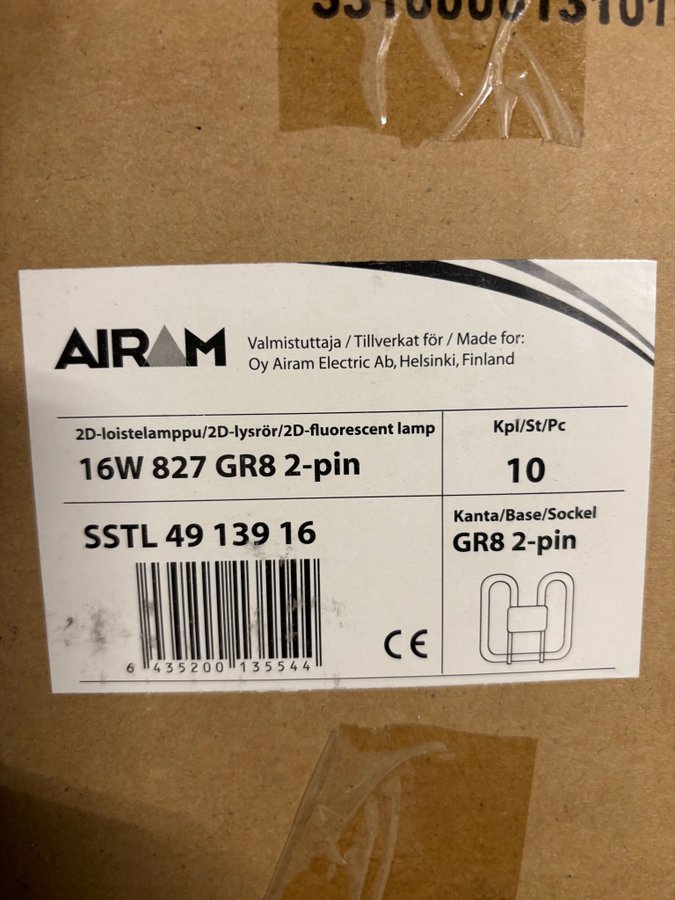 AIRAM
Valmistuttaja / Tillverkat för / Made for:
Oy Airam Electric Ab, Helsinki, Finland
2D-loistelamppu/2D-lysrör/2D-fluorescent lamp
16W 827 GR8 2-pin
Kpl/St/Pc
10
SSTL 49 139 16
Kanta/Base/Sockel
GR8 2-pin
CE
6 435200 135544